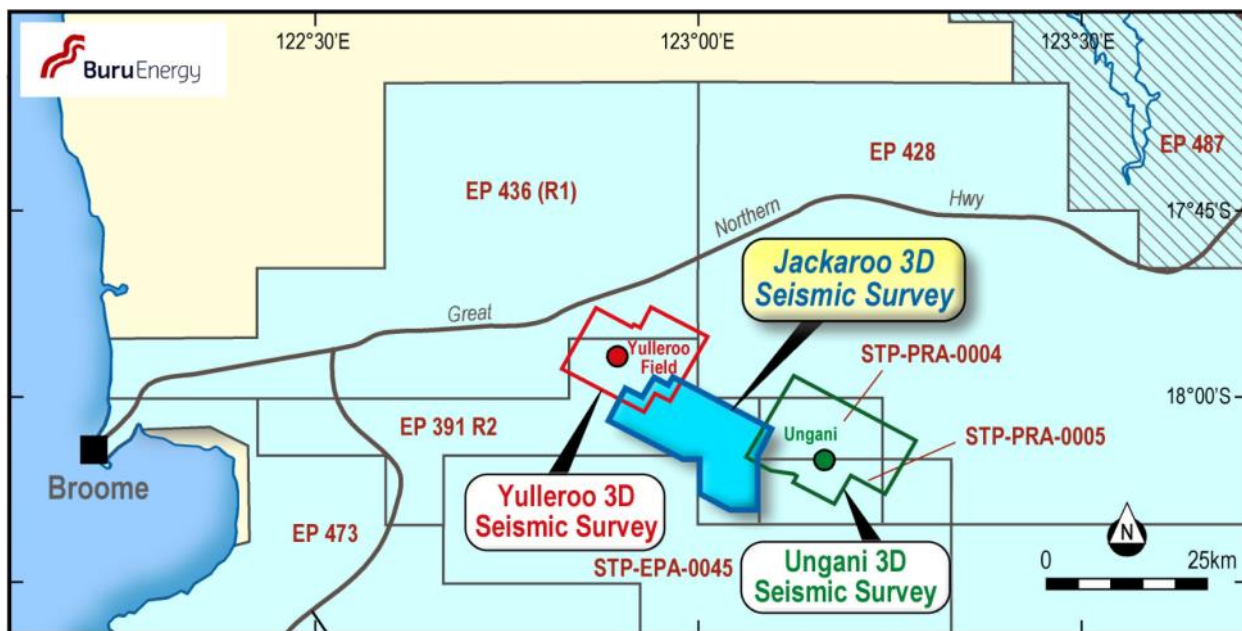 BuruEnergy
122°30'E
123°00'E
123°30'E
EP 487
EP 428
EP 436 (R1)
Hwy
17°45'S
Northern
Jackaroo 3D
Seismic Survey
Great
Yulleroo
Field
STP-PRA-0004
18°00'S
EP 391 R2
Ungani
STP-PRA-0005
Broome
Yulleroo 3D
Seismic Survey
EP 473
STP-EPA-0045
Ungani 3D
Seismic Survey
N
0
25km